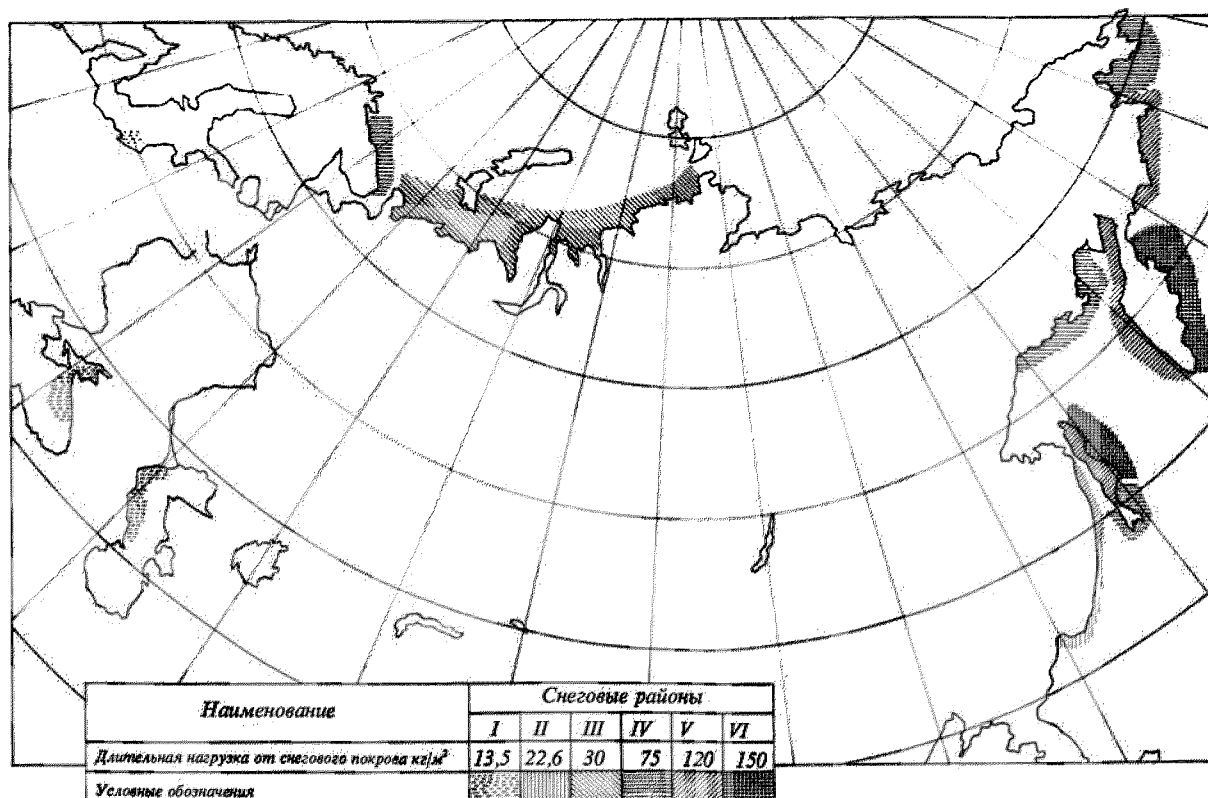 Наименование
Снеговые районы
I II III IV V VI
Длительная нагрузка от снегового покрова кг/м²
13,5 22,6 30 75 120 150
Условные обозначения